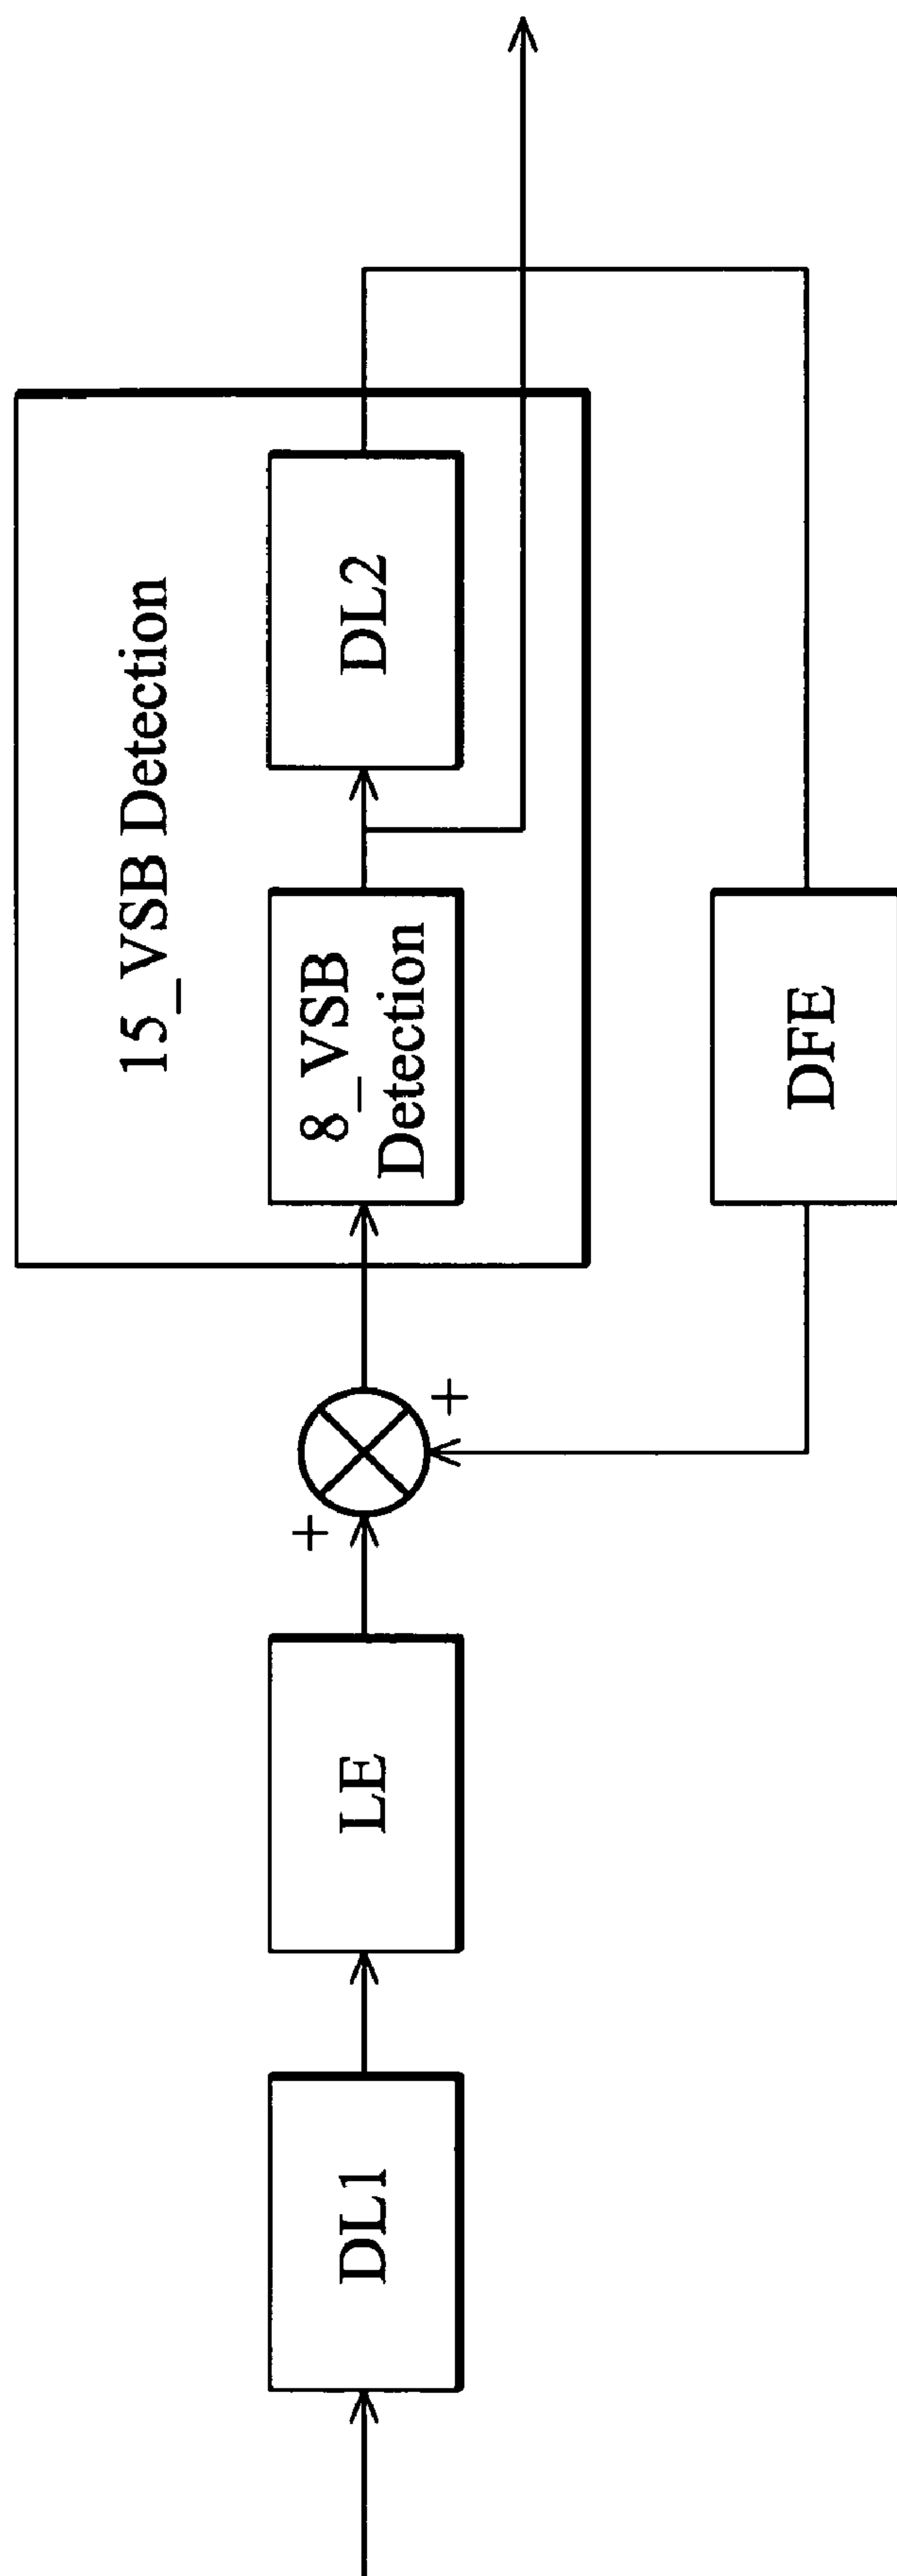 15_VSB Detection
DL1
LE
+
+
8_VSB
Detection
DL2
DFE